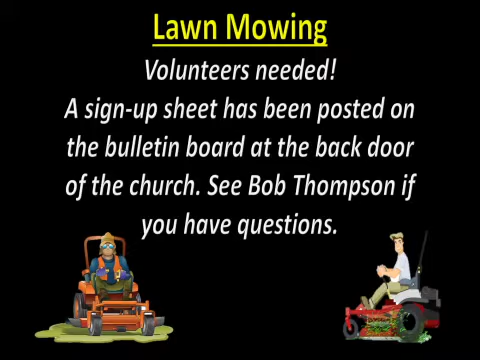 Lawn Mowing
Volunteers needed!
A sign-up sheet has been posted on
the bulletin board at the back door
of the church. See Bob Thompson if
you have questions.